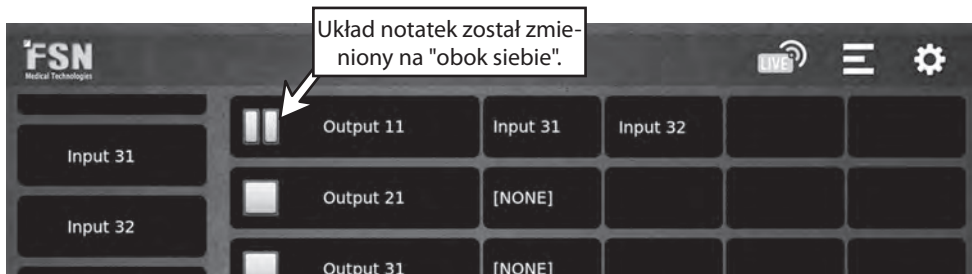 Układ notatek został zmie-
niony na "obok siebie".
FSN
Medical Technologies
LIVE
Input 31
Input 32
Output 11
Input 31
Input 32
Output 21
[NONE]
Output 31
[NONE]